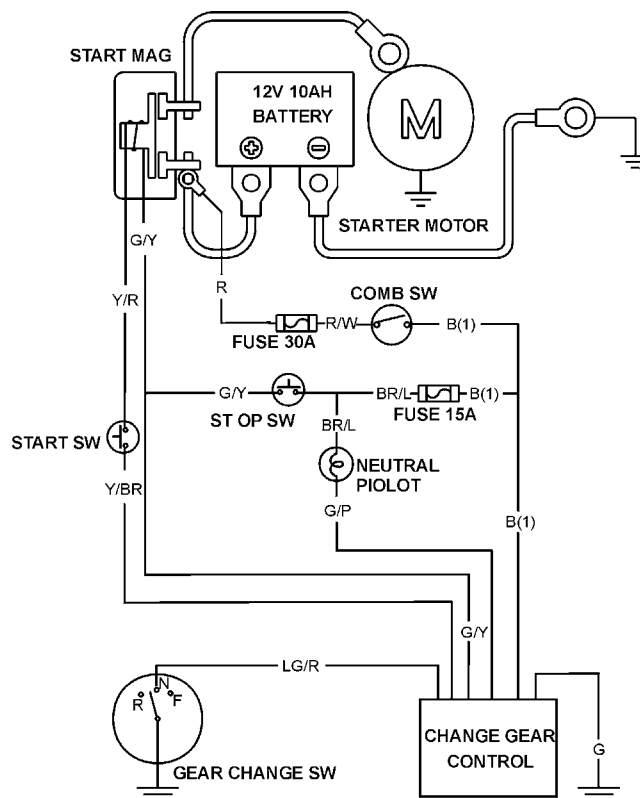 START MAG
12V 10AH
BATTERY
M
STARTER MOTOR
G/Y
Y/R
R
COMB SW
R/W
B(1)
FUSE 30A
G/Y
BR/L
B(1)
ST OP SW
FUSE 15A
START SW
BR/L
NEUTRAL
PIOLOT
Y/BR
G/P
B(1)
G/Y
LG/R
N
R
F
CHANGE GEAR
CONTROL
G
GEAR CHANGE SW